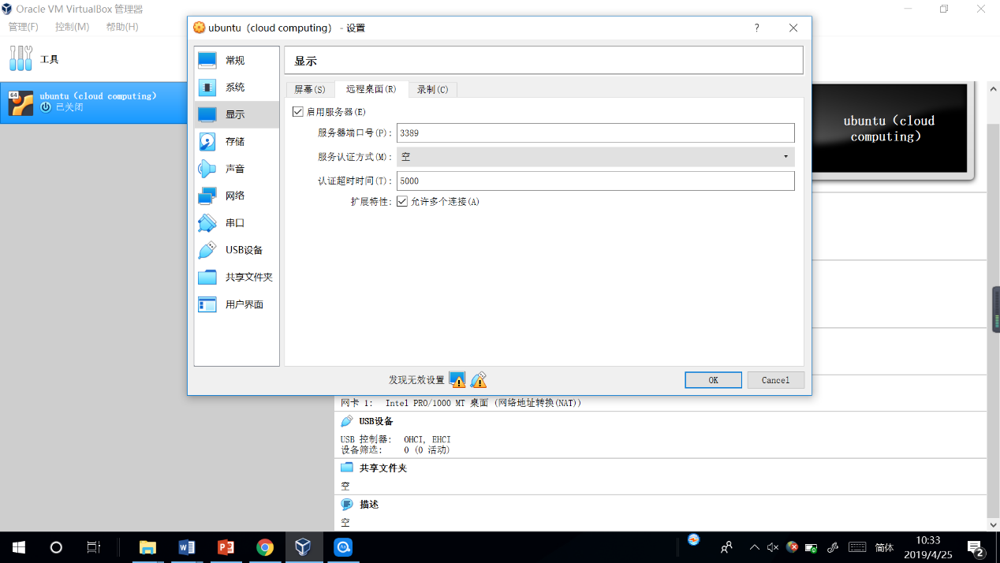 Oracle VM VirtualBox 管理器
管理(F) 控制(M) 帮助(H)
工具
64
ubuntu（cloud computing）
已关闭
ubuntu（cloud computing） - 设置
?
常规
系统
显示
存储
声音
网络
串口
USB设备
共享文件夹
用户界面
显示
屏幕(S) 远程桌面(R) 录制(C)
启用服务器(E)
服务器端口号(P): 3389
服务认证方式(M): 空
认证超时时间(T): 5000
扩展特性: 允许多个连接(A)
发现无效设置
OK Cancel
ubuntu（cloud
computing）
网卡 1: Intel PRO/1000 MT 桌面 (网络地址转换(NAT))
USB设备
USB 控制器: OHCI, EHCI
设备筛选: 0 (0 活动)
共享文件夹
空
描述
空
简体
10:33
2019/4/25
2